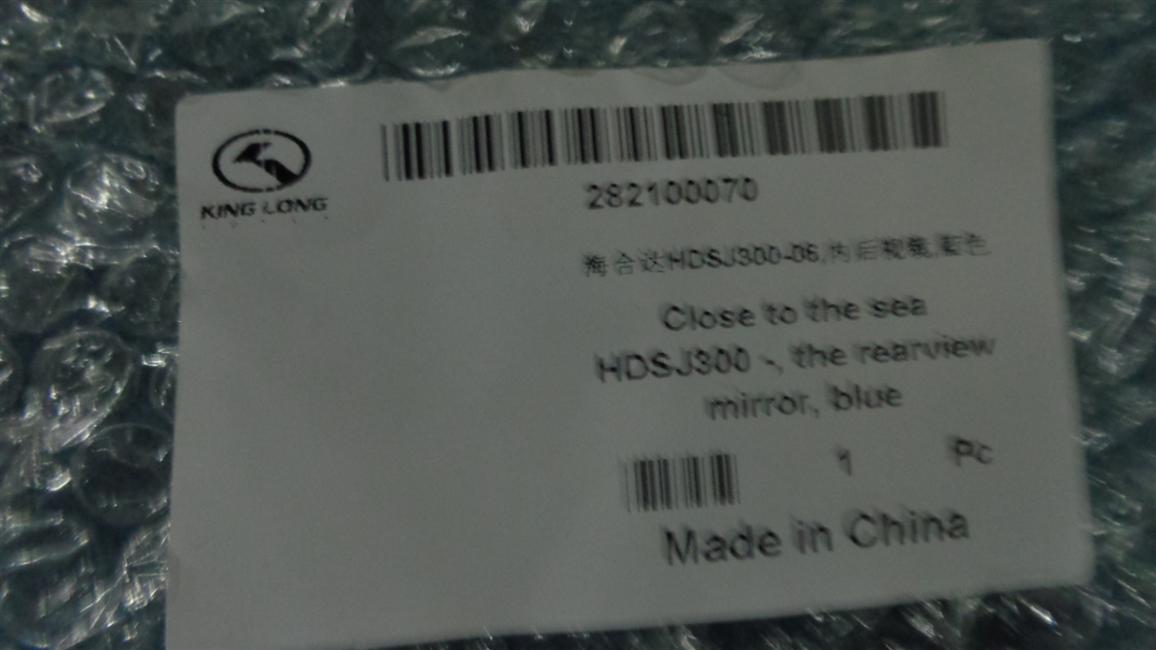 KING LONG
282100070
海合达HDSJ300-06,内后视镜,蓝色
Close to the sea
HDSJ300 -, the rearview
mirror, blue
1 Pc
Made in China